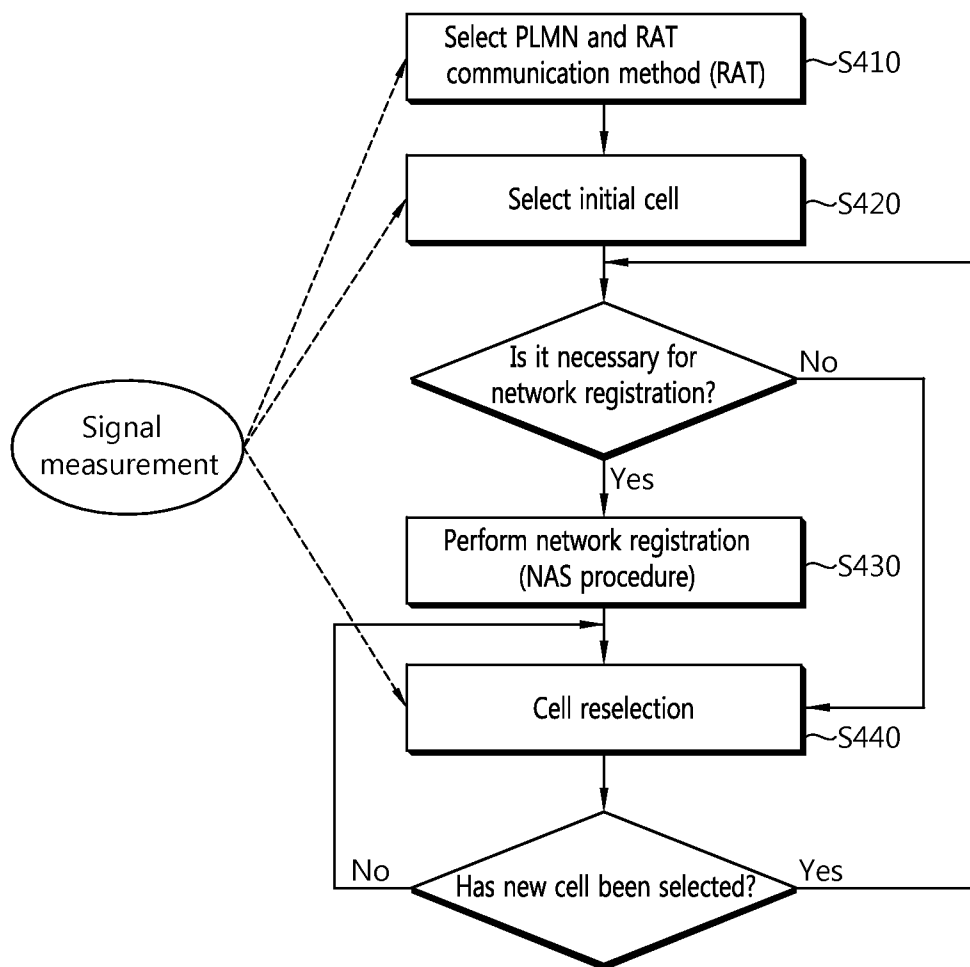 Select PLMN and RAT
communication method (RAT)
S410
Select initial cell
S420
Is it necessary for
network registration?
No
Signal
measurement
Yes
Perform network registration
(NAS procedure)
S430
Cell reselection
S440
No
Has new cell been selected?
Yes